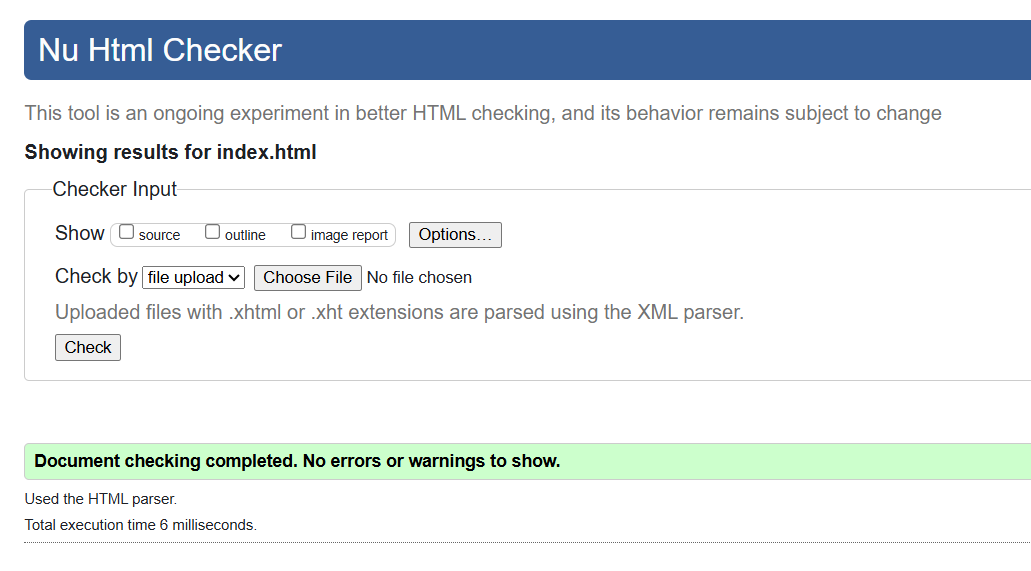 Nu Html Checker
This tool is an ongoing experiment in better HTML checking, and its behavior remains subject to change
Showing results for index.html
Checker Input
Show source outline image report Options...
Check by file upload Choose File No file chosen
Uploaded files with .xhtml or .xht extensions are parsed using the XML parser.
Check
Document checking completed. No errors or warnings to show.
Used the HTML parser.
Total execution time 6 milliseconds.